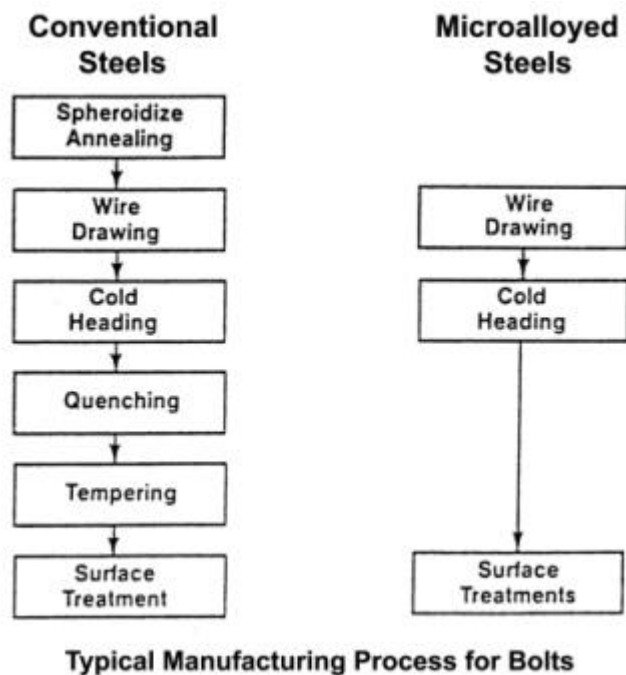 Conventional
Steels
Spheroidize
Annealing
Wire
Drawing
Cold
Heading
Quenching
Tempering
Surface
Treatment
Microalloyed
Steels
Wire
Drawing
Cold
Heading
Surface
Treatments
Typical Manufacturing Process for Bolts